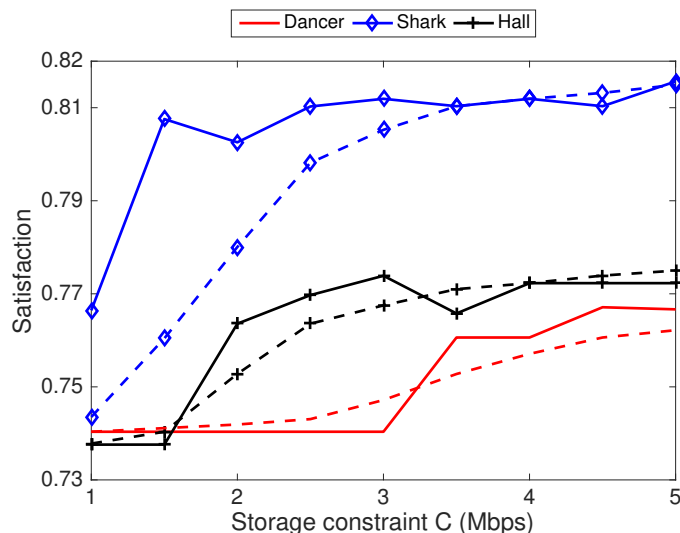 Dancer Shark Hall
0.82
0.81
0.79
0.77
0.75
0.73
Satisfaction
1 2 3 4 5
Storage constraint C (Mbps)